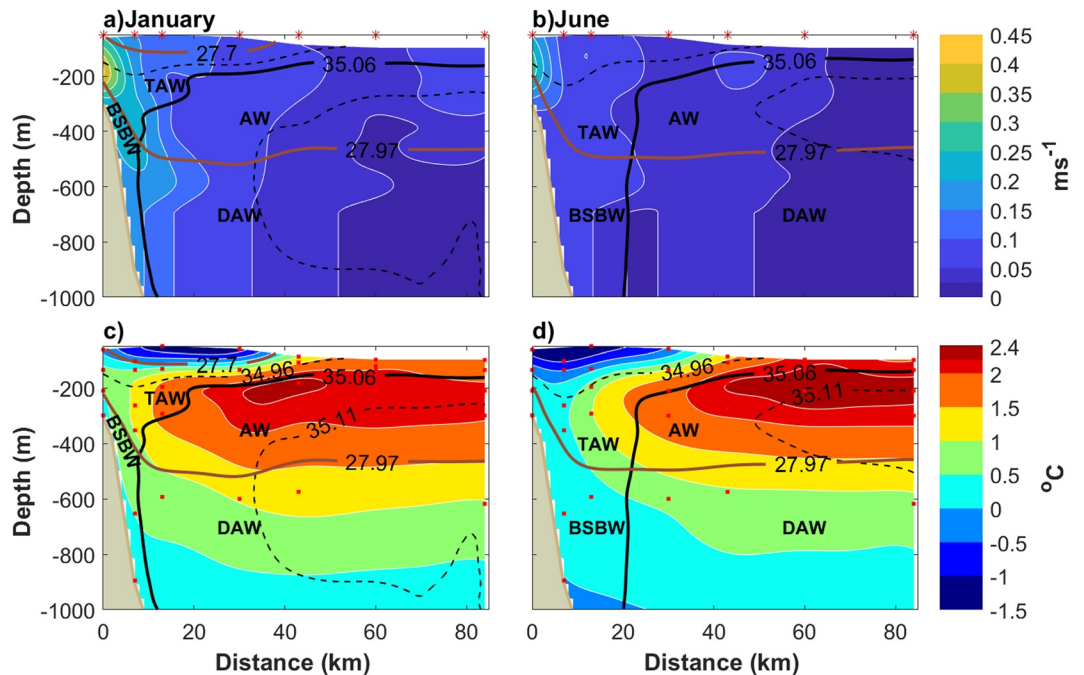 a)January
b)June
27.7
35.06
TAW
AW
BSBW
27.97
DAW
35.06
TAW
AW
27.97
BSBW
DAW
-200
-400
-600
-800
-1000
Depth (m)
0.45
0.4
0.35
0.3
0.25
0.2
0.15
0.1
0.05
0
ms-1
c)
d)
27.7
34.96
35.06
TAW
AW
35.11
BSBW
27.97
DAW
34.96
35.06
35.11
TAW
AW
27.97
BSBW
DAW
-200
-400
-600
-800
-1000
Depth (m)
0
20
40
60
80
Distance (km)
0
20
40
60
80
Distance (km)
2.4
2
1.5
1
0.5
0
-0.5
-1
-1.5
oC